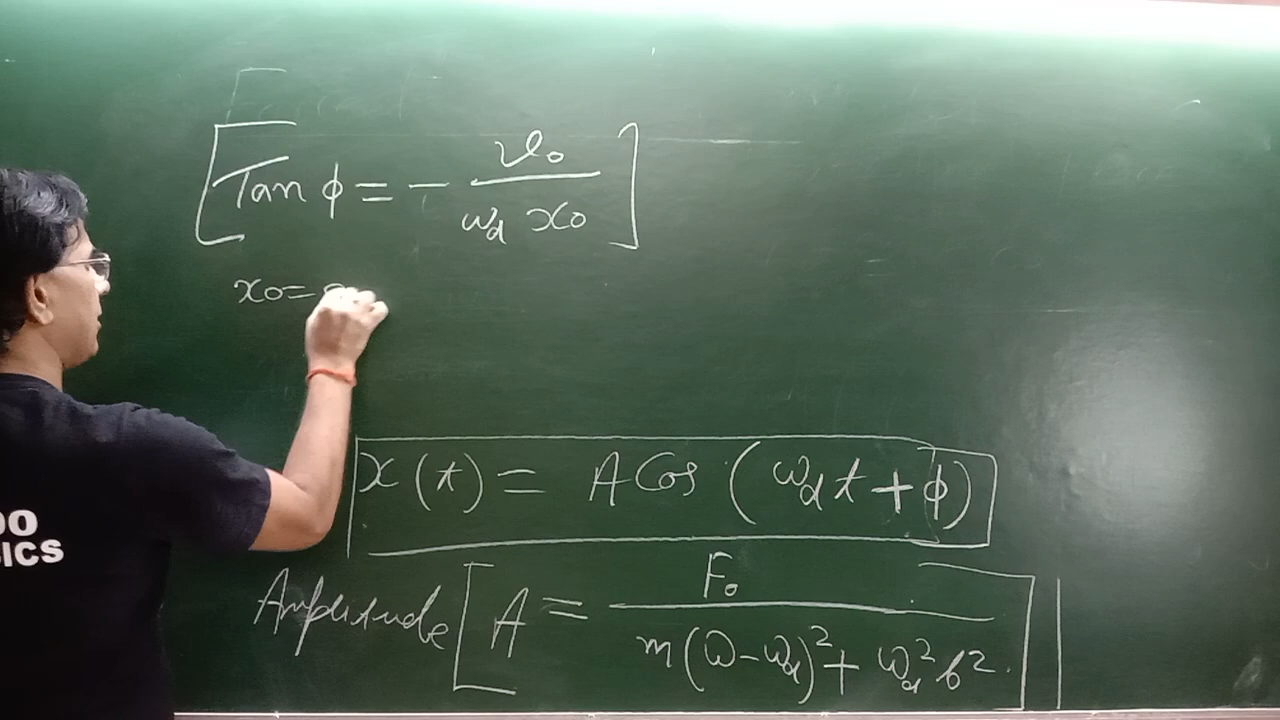 Tan ϕ = - v₀ / ω_d x₀
x₀ =
x(t) = A Cos (ω_d t + ϕ)
Amplitude A = F₀ / m(ω - ω_d)² + ω_d² b²
OO
ICS